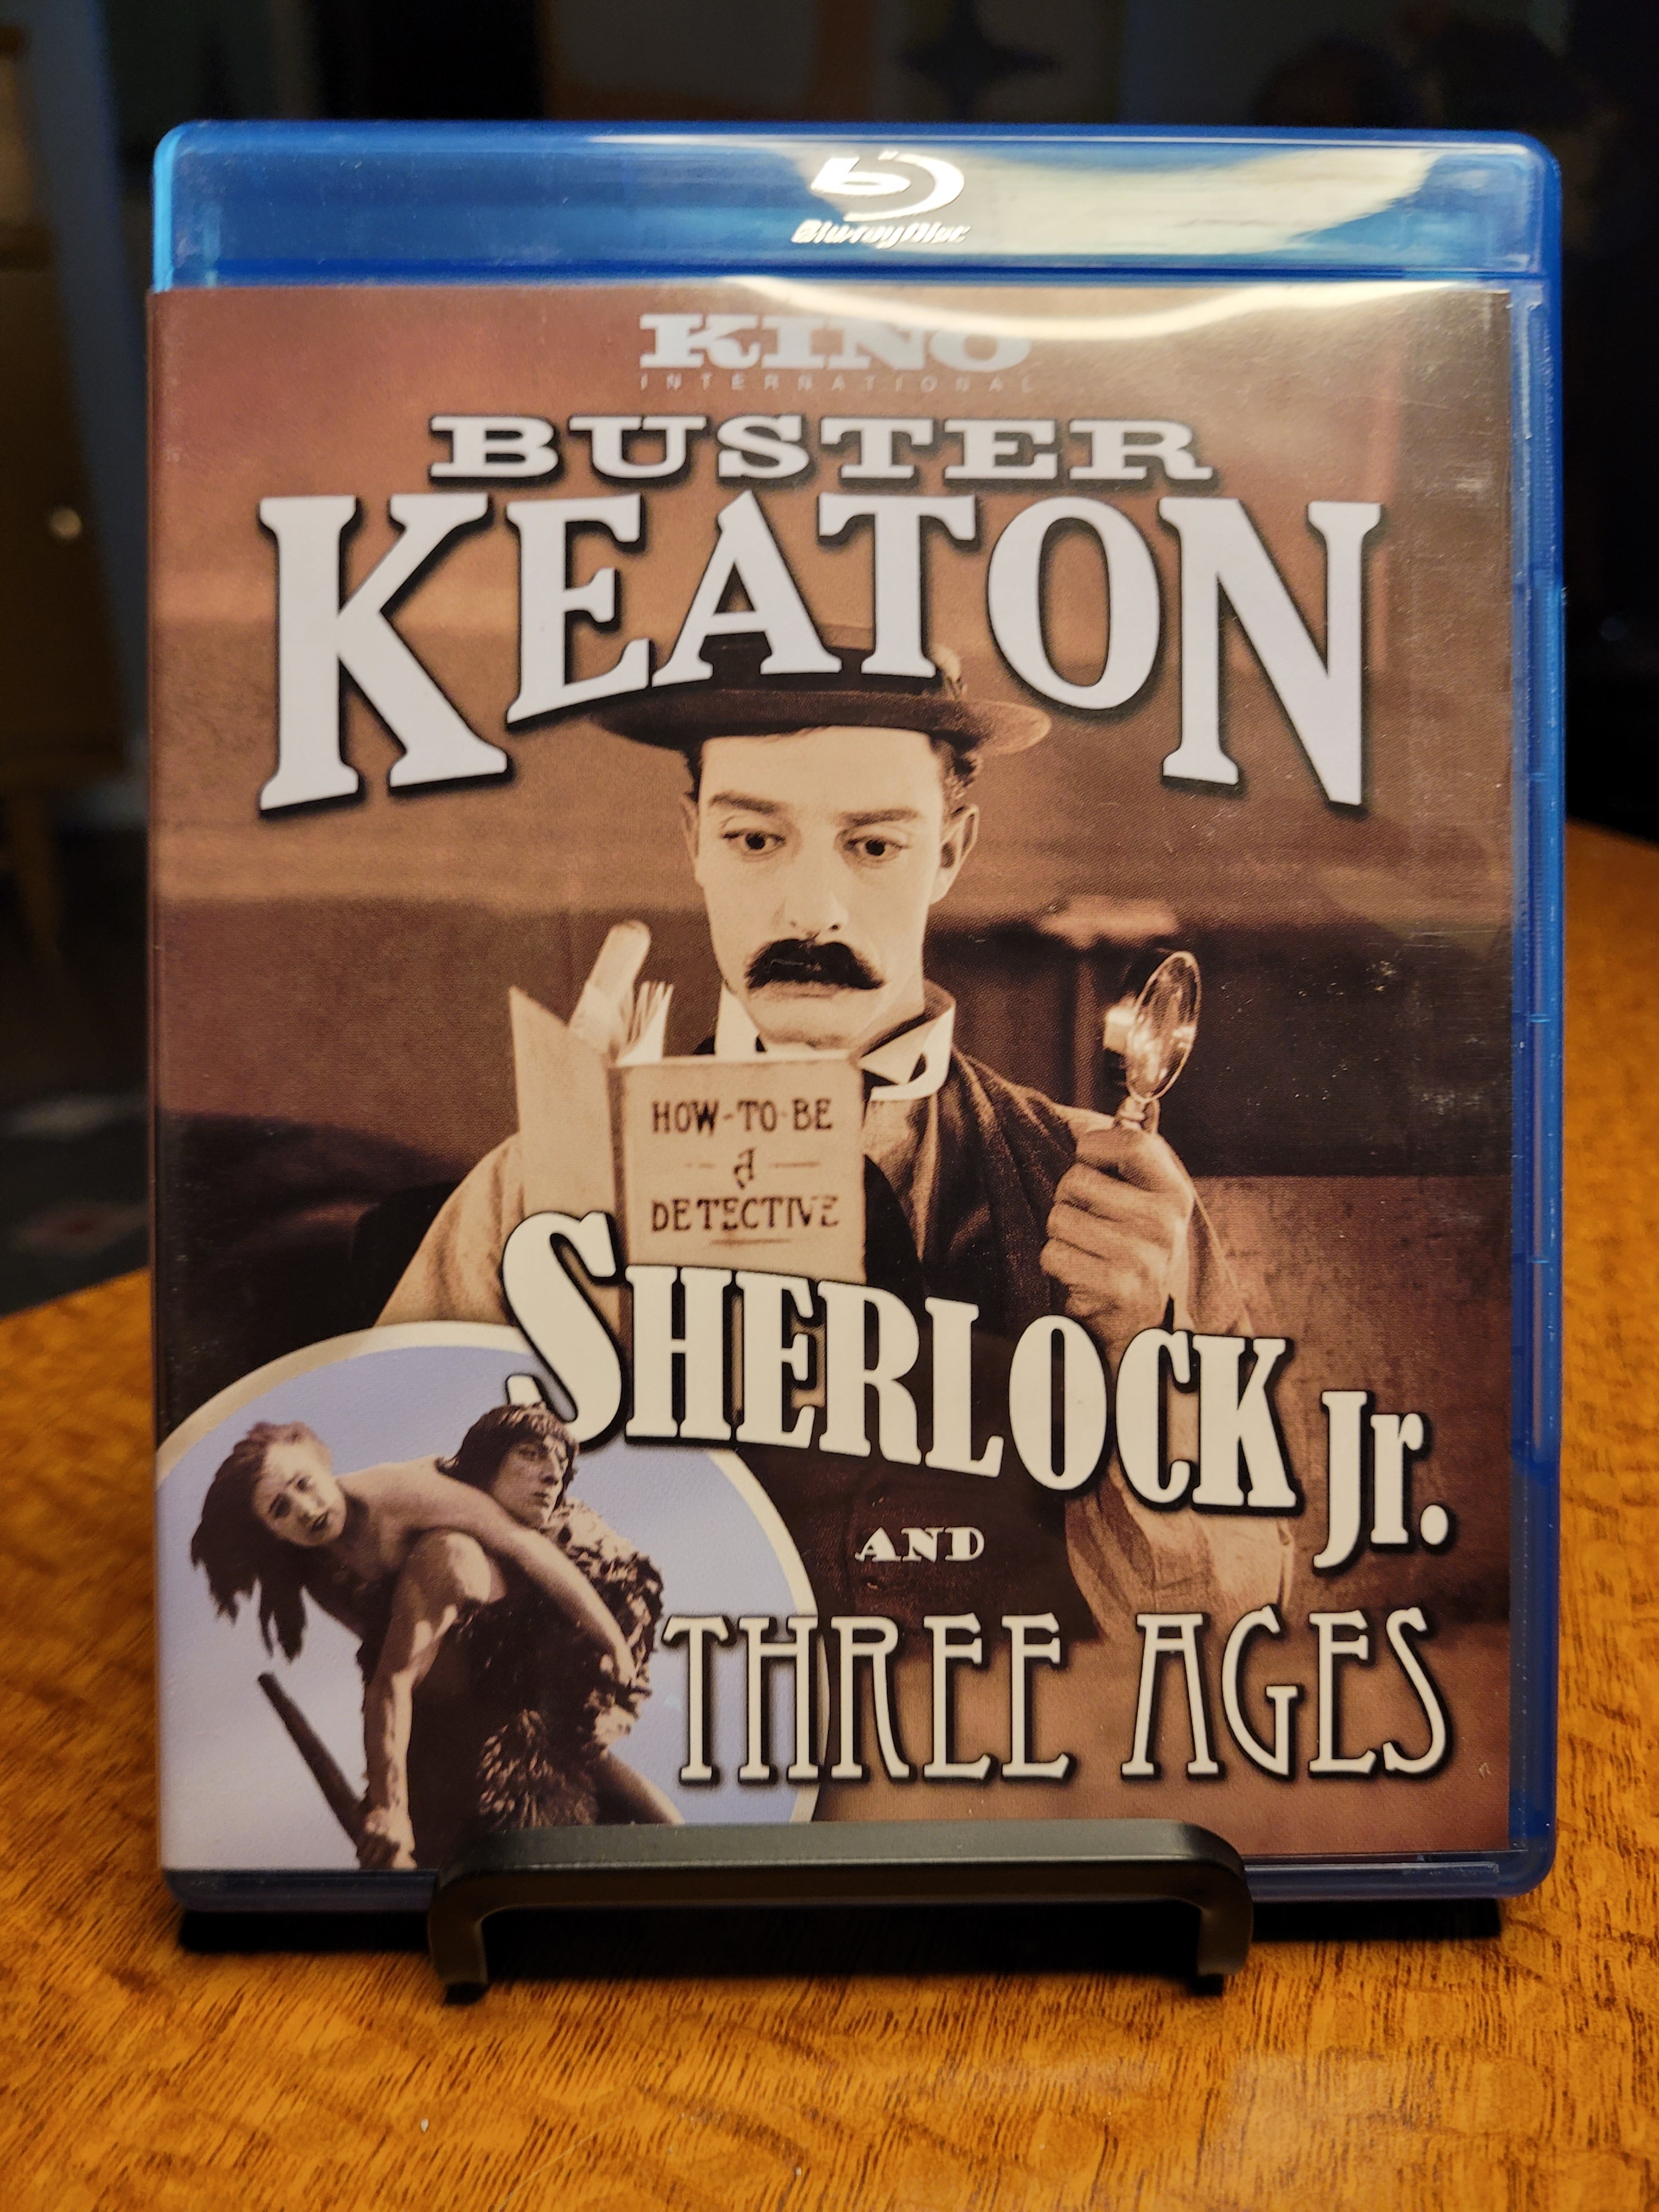 Blu-ray Disc
KINO
INTERNATIONAL
BUSTER
KEATON
HOW-TO-BE
A
DETECTIVE
SHERLOCK Jr.
AND
THREE AGES